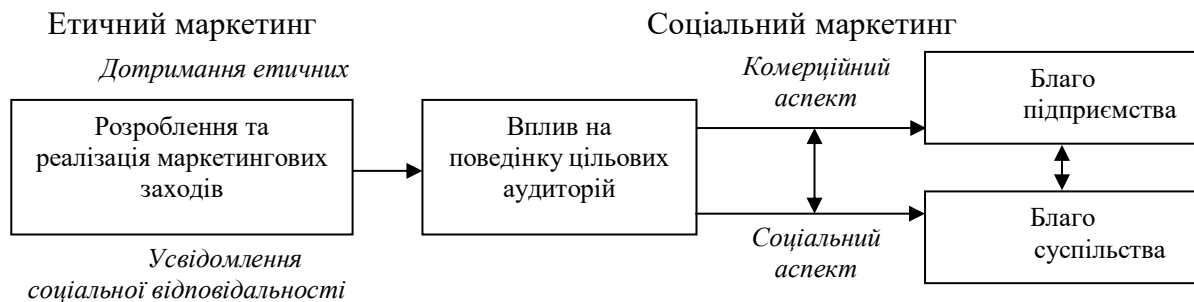 Етичний маркетинг
Соціальний маркетинг
Дотримання етичних
Розроблення та
реалізація маркетингових
заходів
Усвідомлення
соціальної відповідальності
Вплив на
поведінку цільових
аудиторій
Комерційний
аспект
Соціальний
аспект
Благо
підприємства
Благо
суспільства